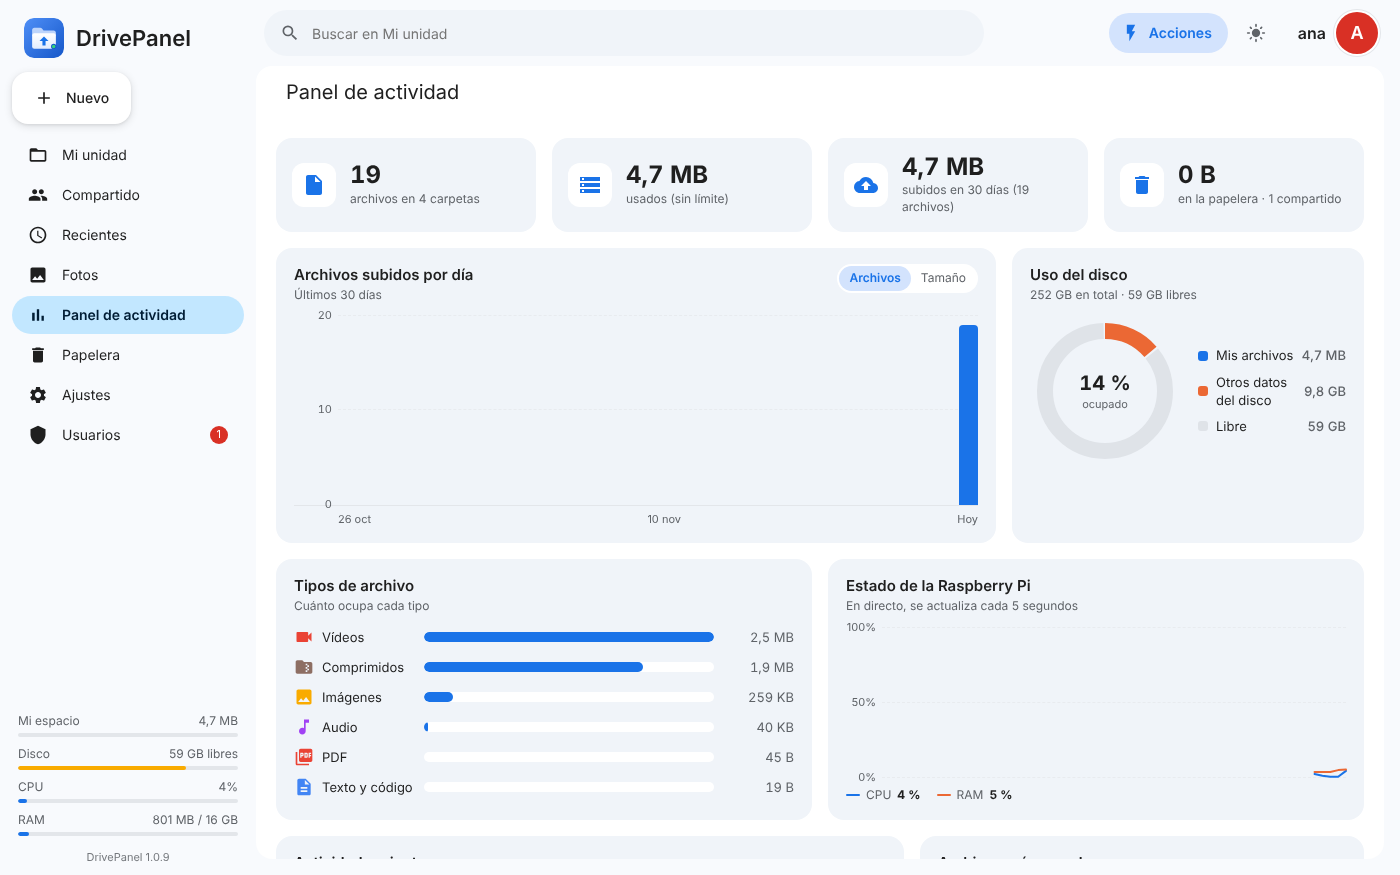 DrivePanel
Buscar en Mi unidad
Acciones
ana
A
Nuevo
Mi unidad
Compartido
Recientes
Fotos
Panel de actividad
Papelera
Ajustes
Usuarios
1
Mi espacio
4,7 MB
Disco
59 GB libres
CPU
4%
RAM
801 MB / 16 GB
DrivePanel 1.0.9
Panel de actividad
19
archivos en 4 carpetas
4,7 MB
usados (sin límite)
4,7 MB
subidos en 30 días (19
archivos)
0 B
en la papelera · 1 compartido
Archivos subidos por día
Últimos 30 días
Archivos
Tamaño
20
10
0
26 oct
10 nov
Hoy
Uso del disco
252 GB en total · 59 GB libres
14 %
ocupado
Mis archivos
4,7 MB
Otros datos
del disco
9,8 GB
Libre
59 GB
Tipos de archivo
Cuánto ocupa cada tipo
Vídeos
2,5 MB
Comprimidos
1,9 MB
Imágenes
259 KB
Audio
40 KB
PDF
PDF
45 B
Texto y código
19 B
Estado de la Raspberry Pi
En directo, se actualiza cada 5 segundos
100%
50%
0%
CPU 4 %
RAM 5 %